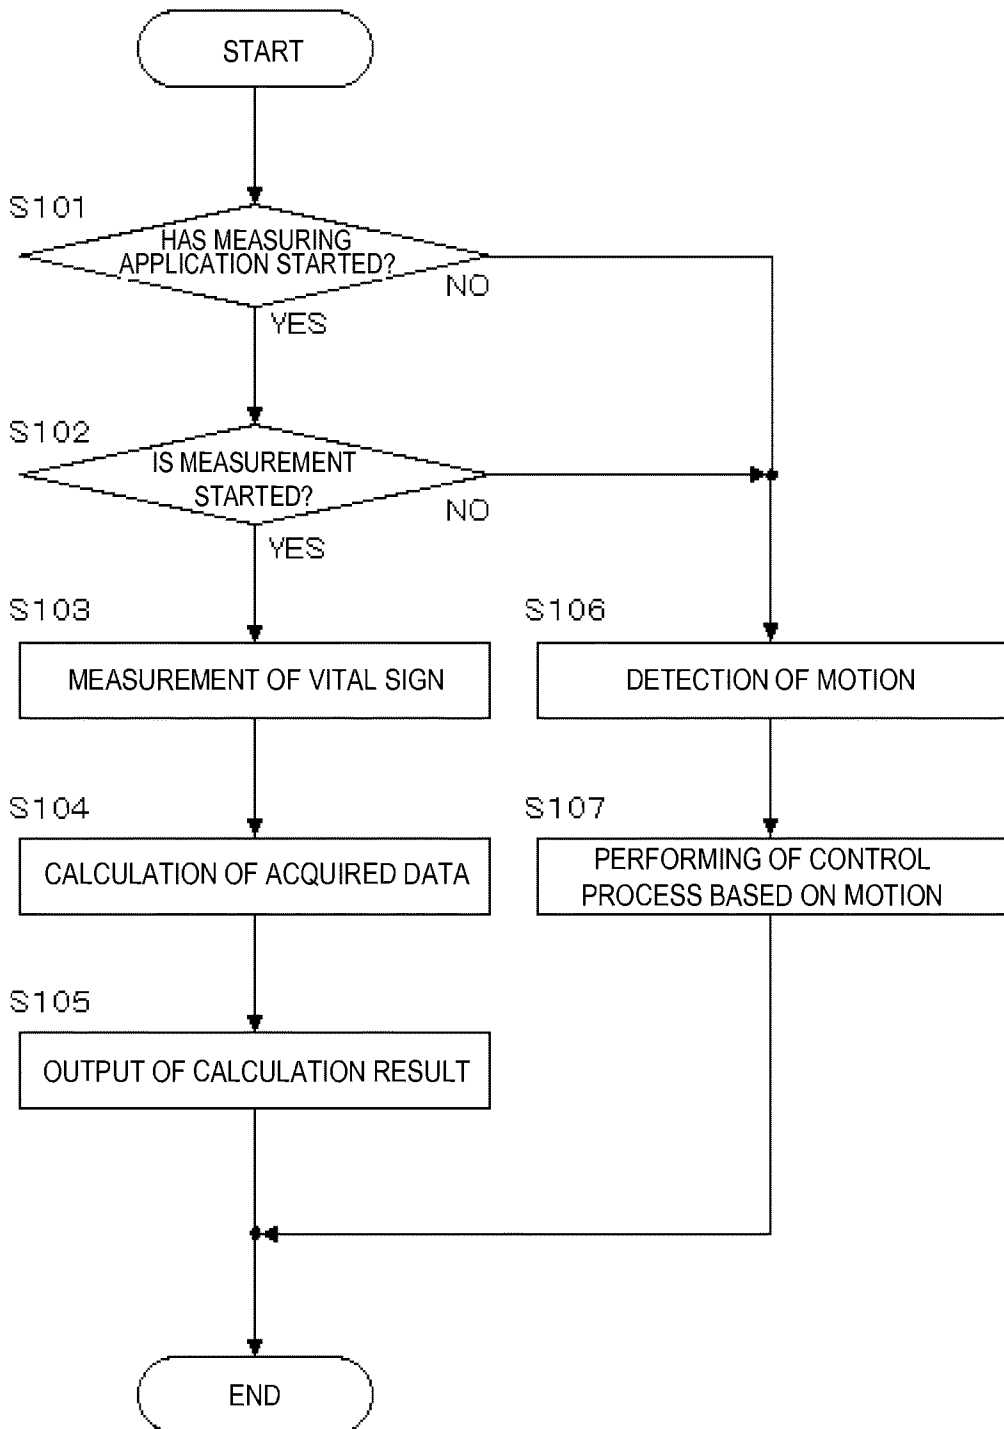 START
S101
HAS MEASURING
APPLICATION STARTED?
NO
YES
S102
IS MEASUREMENT
STARTED?
NO
YES
S103
MEASUREMENT OF VITAL SIGN
S106
DETECTION OF MOTION
S104
CALCULATION OF ACQUIRED DATA
S107
PERFORMING OF CONTROL
PROCESS BASED ON MOTION
S105
OUTPUT OF CALCULATION RESULT
END